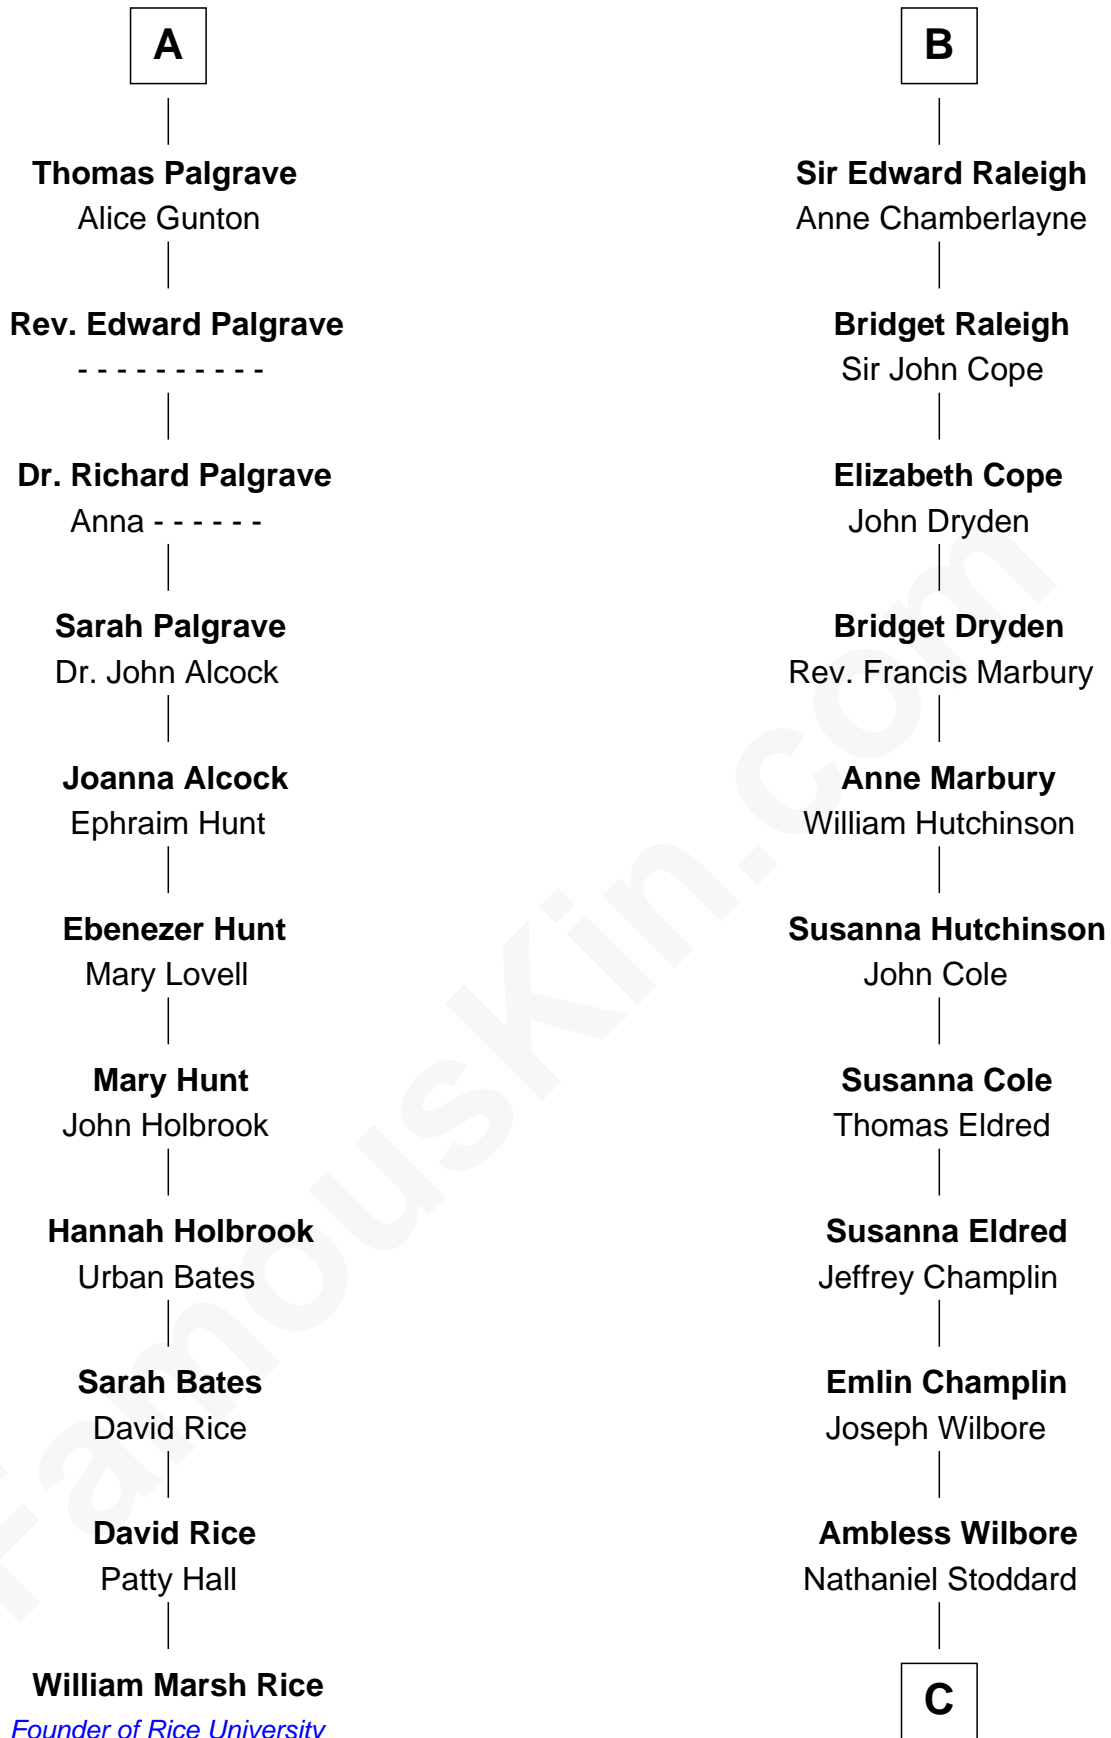 A
Thomas Palgrave
Alice Gunton
Rev. Edward Palgrave
- - - - - - - - - -
Dr. Richard Palgrave
Anna - - - - - -
Sarah Palgrave
Dr. John Alcock
Joanna Alcock
Ephraim Hunt
Ebenezer Hunt
Mary Lovell
Mary Hunt
John Holbrook
Hannah Holbrook
Urban Bates
Sarah Bates
David Rice
David Rice
Patty Hall
William Marsh Rice
Founder of Rice University
B
Sir Edward Raleigh
Anne Chamberlayne
Bridget Raleigh
Sir John Cope
Elizabeth Cope
John Dryden
Bridget Dryden
Rev. Francis Marbury
Anne Marbury
William Hutchinson
Susanna Hutchinson
John Cole
Susanna Cole
Thomas Eldred
Susanna Eldred
Jeffrey Champlin
Emlin Champlin
Joseph Wilbore
Ambless Wilbore
Nathaniel Stoddard
C
FamousKin.com